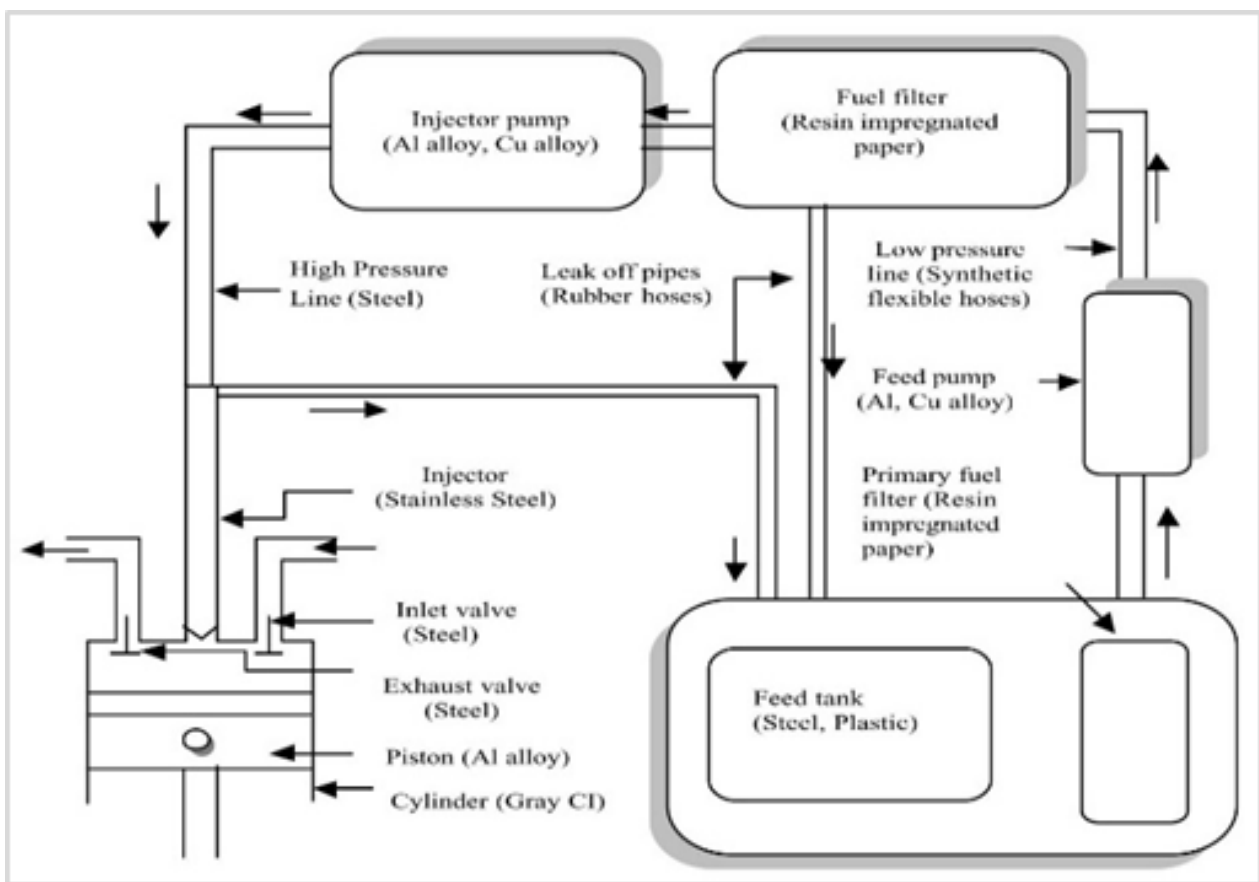 Injector pump
(Al alloy, Cu alloy)
Fuel filter
(Resin impregnated
paper)
High Pressure
Line (Steel)
Leak off pipes
(Rubber hoses)
Low pressure
line (Synthetic
flexible hoses)
Feed pump
(Al, Cu alloy)
Injector
(Stainless Steel)
Primary fuel
filter (Resin
impregnated
paper)
Inlet valve
(Steel)
Exhaust valve
(Steel)
Feed tank
(Steel, Plastic)
Piston (Al alloy)
Cylinder (Gray CI)